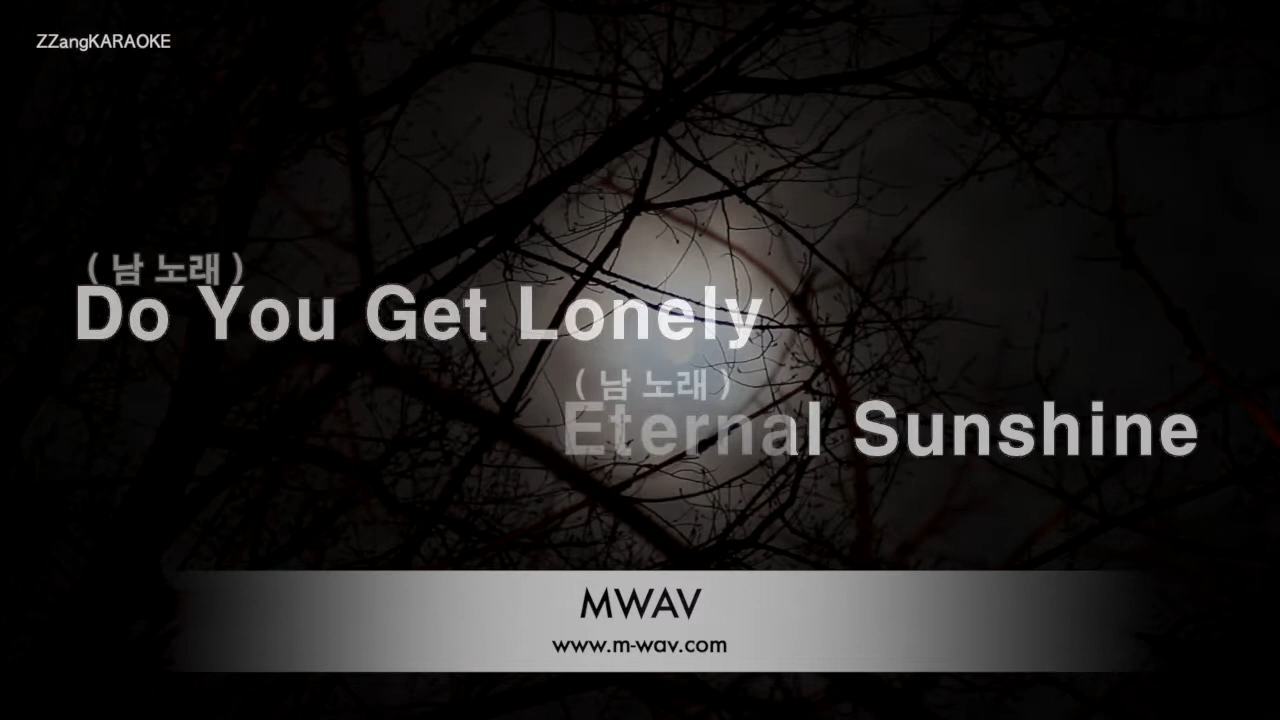 ZZangKARAOKE
( 남 노래 )
Do You Get Lonely
( 남 노래 )
Eternal Sunshine
MWAV
www.m-wav.com